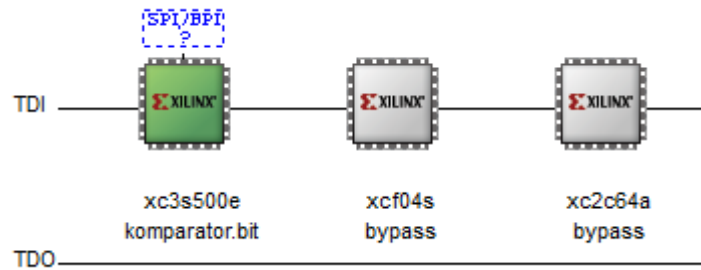 SPI/BPI
?
TDI
XILINX
XILINX
XILINX
xc3s500e
xcf04s
xc2c64a
komparator.bit
bypass
bypass
TDO